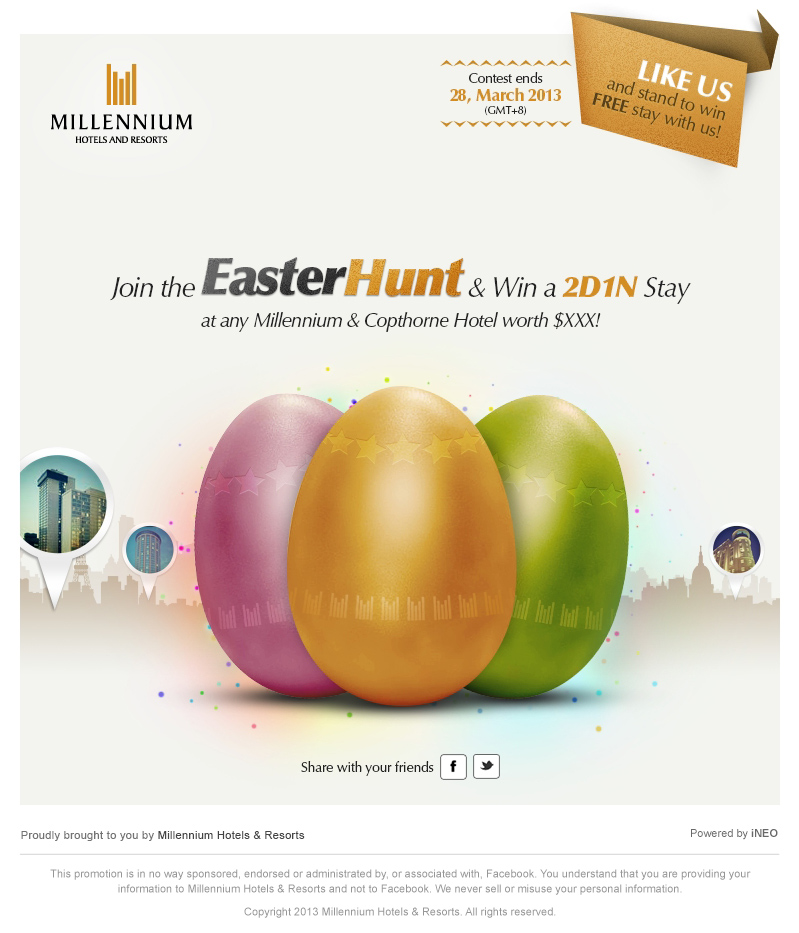 MILLENNIUM
HOTELS AND RESORTS
Contest ends
28, March 2013
(GMT+8)
LIKE US
and stand to win
FREE stay with us!
Join the EasterHunt & Win a 2D1N Stay
at any Millennium & Copthorne Hotel worth $XXX!
Share with your friends
Proudly brought to you by Millennium Hotels & Resorts
Powered by iNEO
This promotion is in no way sponsored, endorsed or administrated by, or associated with, Facebook. You understand that you are providing your
information to Millennium Hotels & Resorts and not to Facebook. We never sell or misuse your personal information.
Copyright 2013 Millennium Hotels & Resorts. All rights reserved.